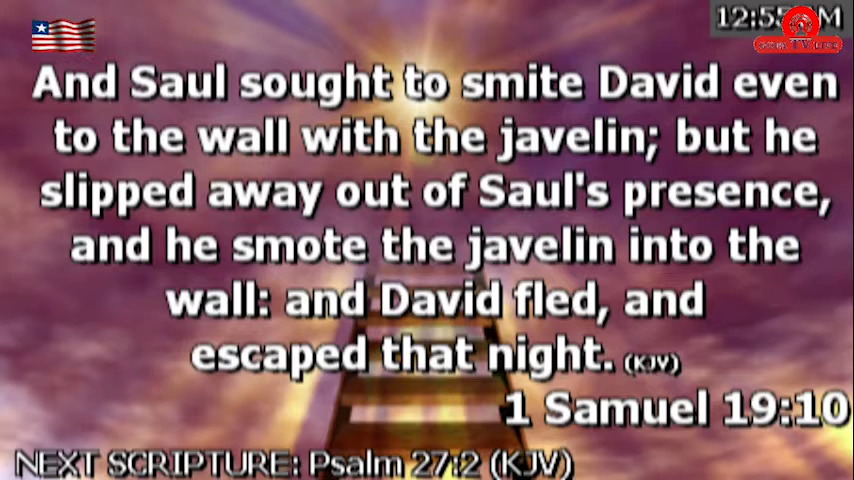 12:55 M
TV
And Saul sought to smite David even
to the wall with the javelin; but he
slipped away out of Saul's presence,
and he smote the javelin into the
wall: and David fled, and
escaped that night. (KJV)
1 Samuel 19:10
NEXT SCRIPTURE: Psalm 27:2 (KJV)